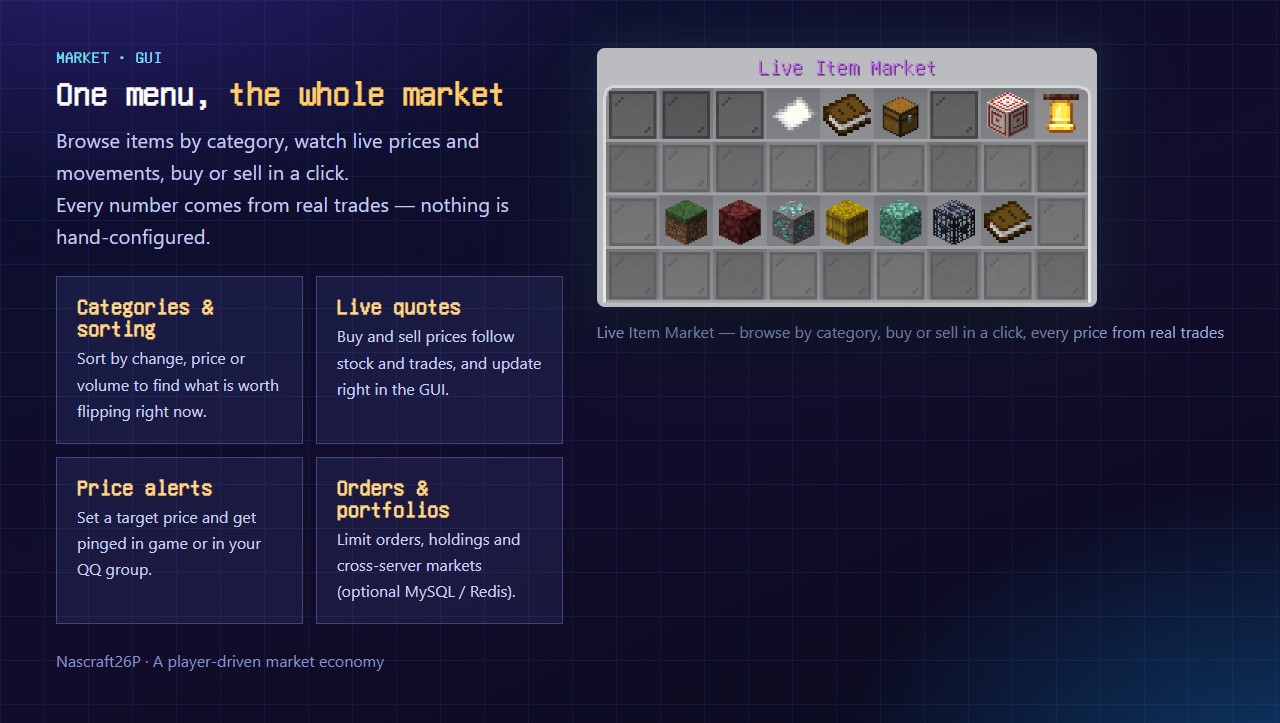 MARKET · GUI
One menu, the whole market
Browse items by category, watch live prices and
movements, buy or sell in a click.
Every number comes from real trades — nothing is
hand-configured.
Categories &
sorting
Sort by change, price or
volume to find what is worth
flipping right now.
Live quotes
Buy and sell prices follow
stock and trades, and update
right in the GUI.
Price alerts
Set a target price and get
pinged in game or in your
QQ group.
Orders &
portfolios
Limit orders, holdings and
cross-server markets
(optional MySQL / Redis).
Nascraft26P · A player-driven market economy
Live Item Market
Live Item Market — browse by category, buy or sell in a click, every price from real trades